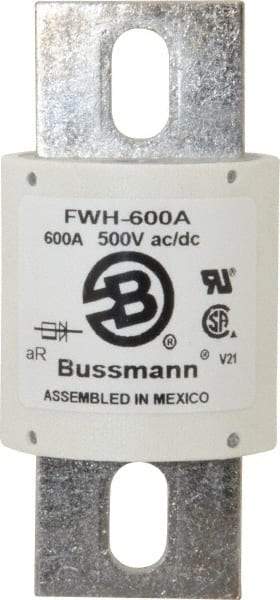 FWH-600A
600A 500V ac/dc
B
®
aR
Bussmann ® V21
ASSEMBLED IN MEXICO